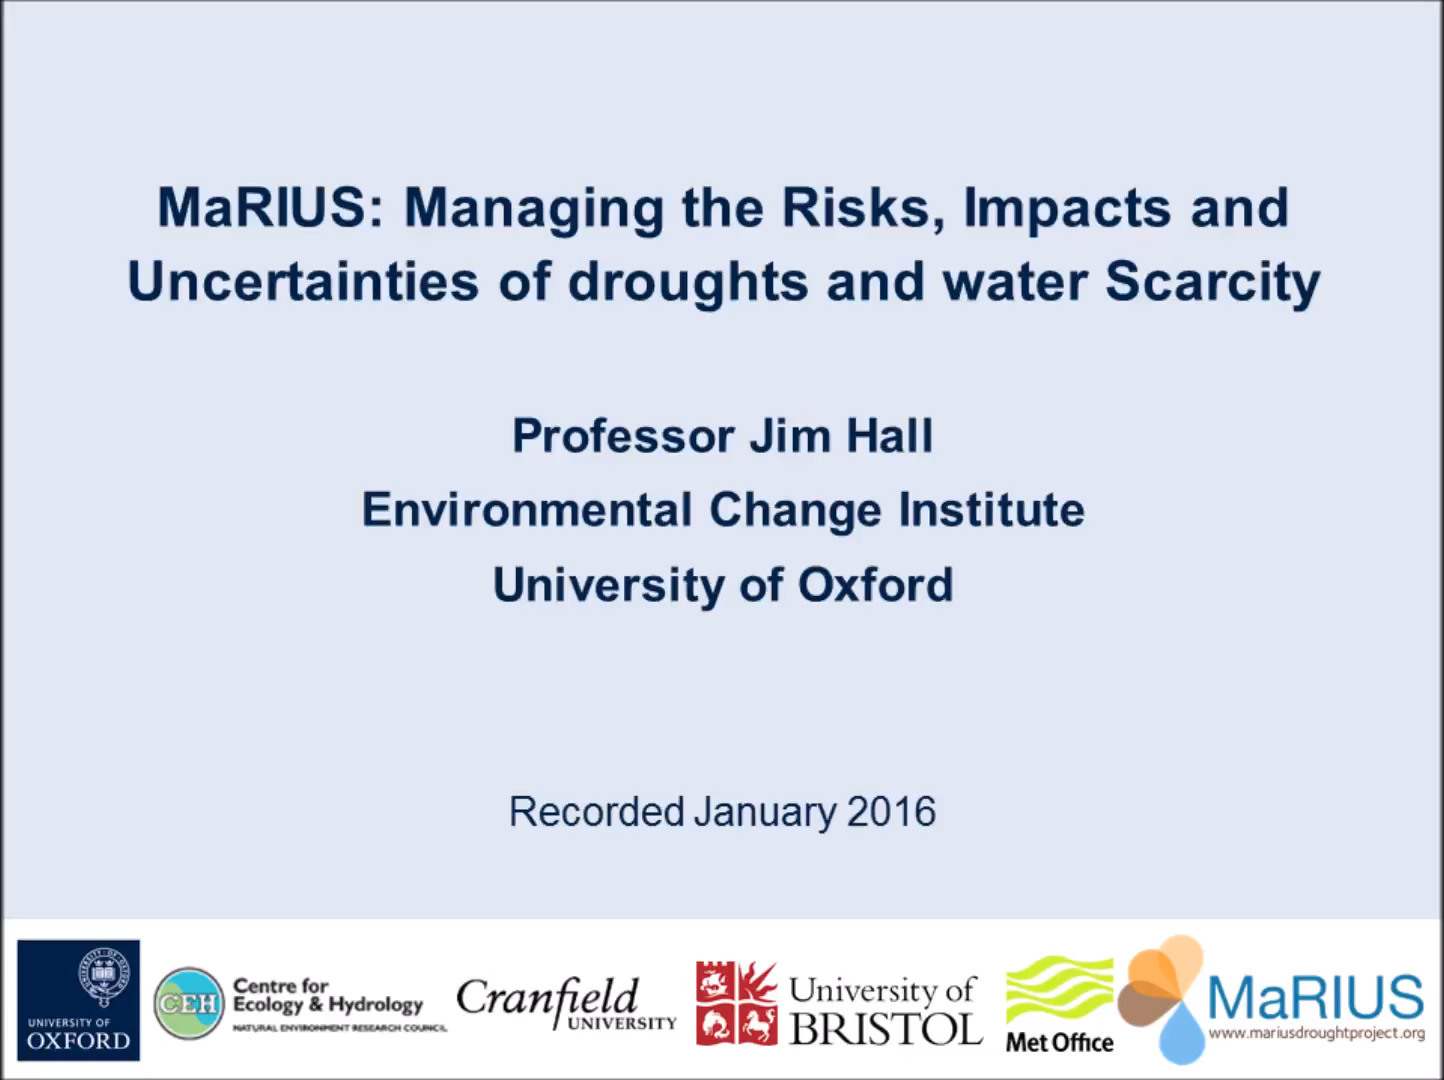 MaRIUS: Managing the Risks, Impacts and
Uncertainties of droughts and water Scarcity
Professor Jim Hall
Environmental Change Institute
University of Oxford
Recorded January 2016
UNIVERSITY OF
OXFORD
CEH
Centre for
Ecology & Hydrology
NATURAL ENVIRONMENT RESEARCH COUNCIL
Cranfield
UNIVERSITY
University of
BRISTOL
Met Office
MaRIUS
www.mariusdroughtproject.org